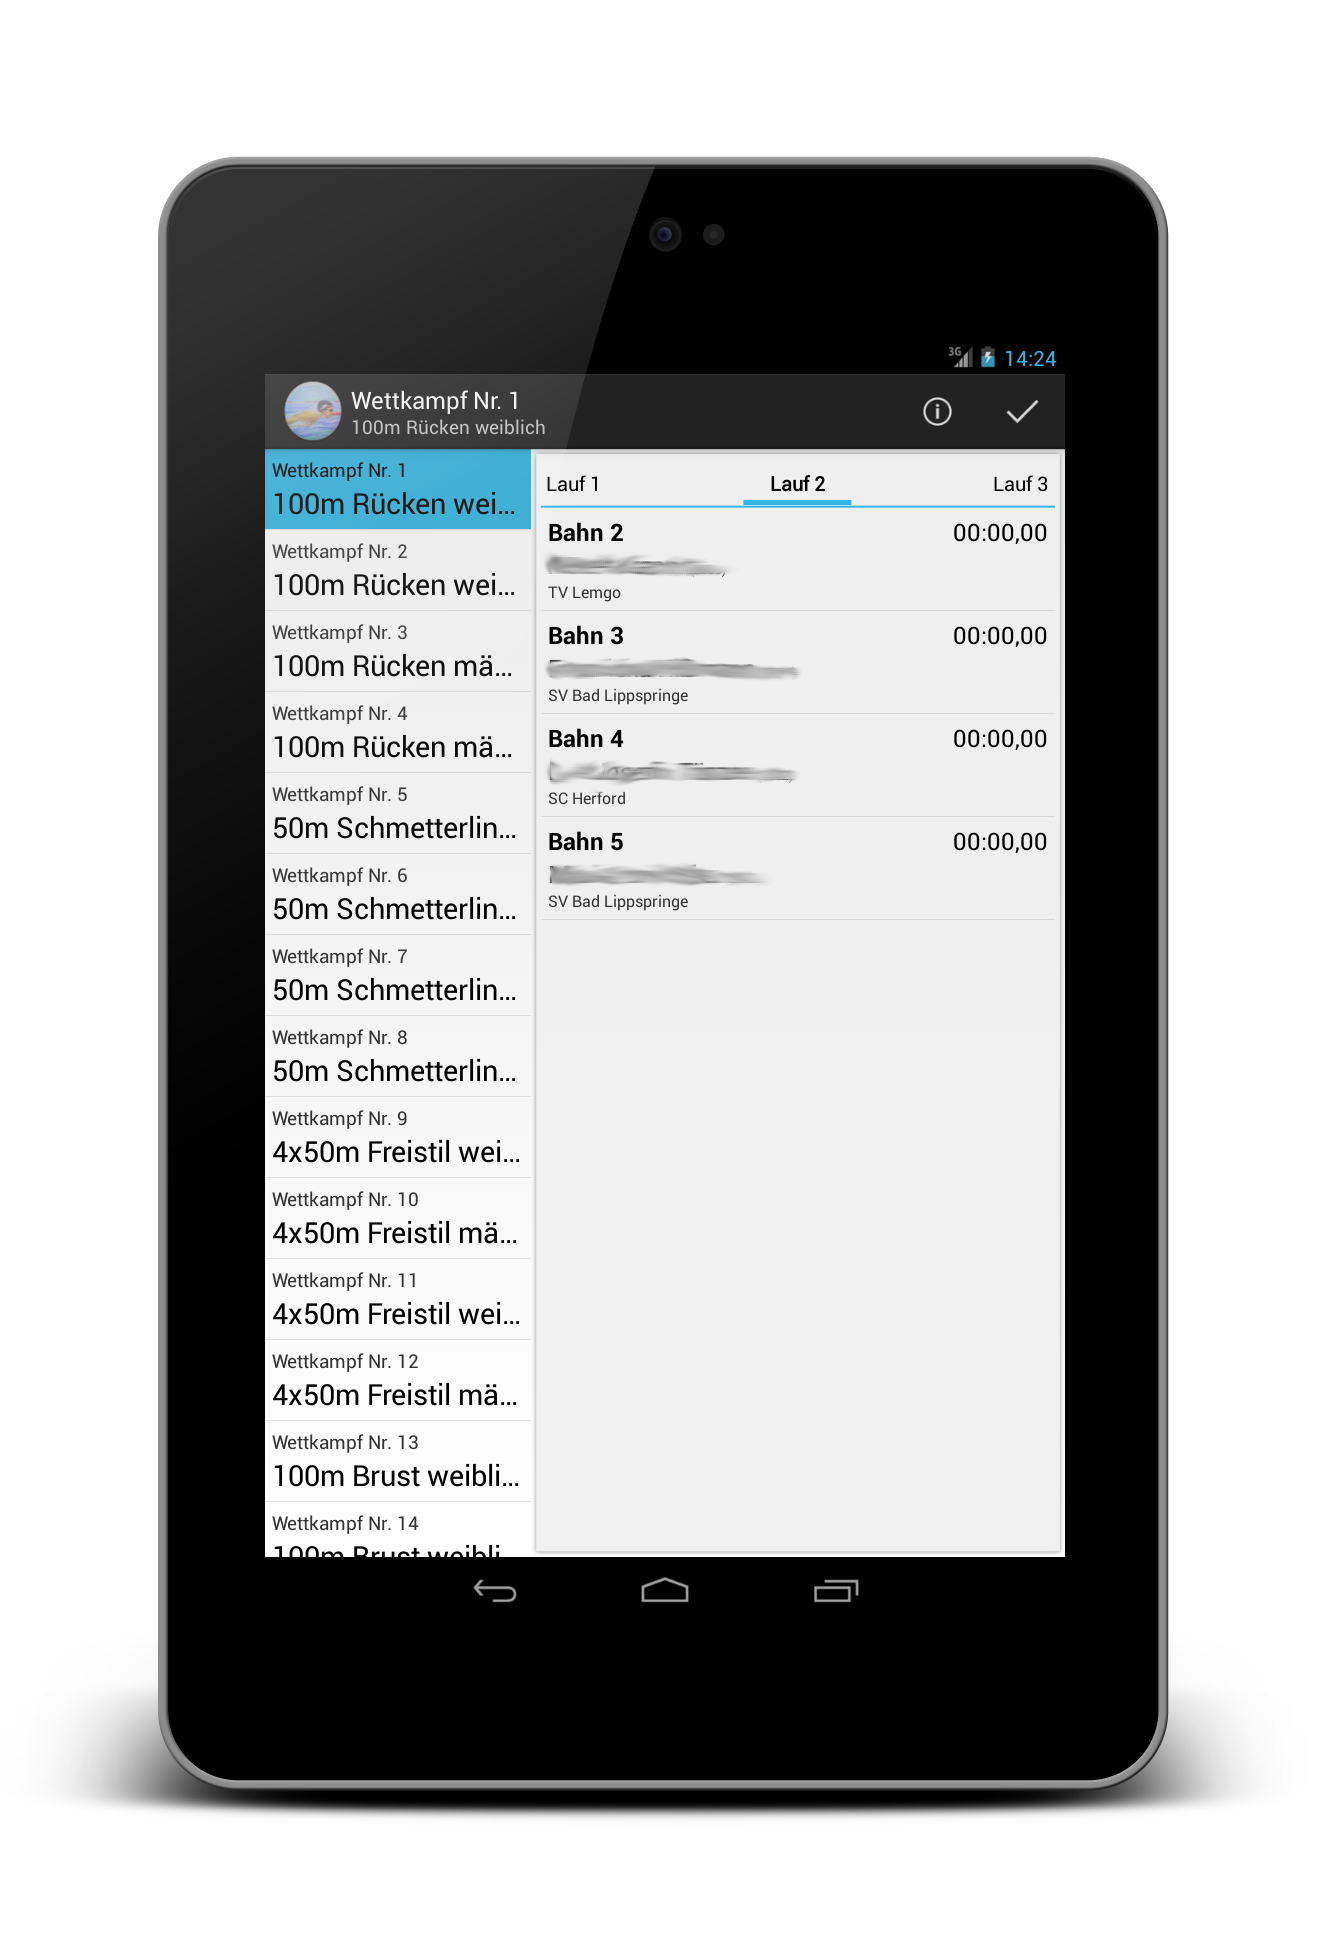 3G 14:24
Wettkampf Nr. 1
100m Rücken weiblich
Wettkampf Nr. 1
100m Rücken wei...
Wettkampf Nr. 2
100m Rücken wei...
Wettkampf Nr. 3
100m Rücken mä...
Wettkampf Nr. 4
100m Rücken mä...
Wettkampf Nr. 5
50m Schmetterlin...
Wettkampf Nr. 6
50m Schmetterlin...
Wettkampf Nr. 7
50m Schmetterlin...
Wettkampf Nr. 8
50m Schmetterlin...
Wettkampf Nr. 9
4x50m Freistil wei...
Wettkampf Nr. 10
4x50m Freistil mä...
Wettkampf Nr. 11
4x50m Freistil wei...
Wettkampf Nr. 12
4x50m Freistil mä...
Wettkampf Nr. 13
100m Brust weibli...
Wettkampf Nr. 14
100m Brust weibli
Lauf 1 Lauf 2 Lauf 3
Bahn 2 00:00,00
TV Lemgo
Bahn 3 00:00,00
SV Bad Lippspringe
Bahn 4 00:00,00
SC Herford
Bahn 5 00:00,00
SV Bad Lippspringe